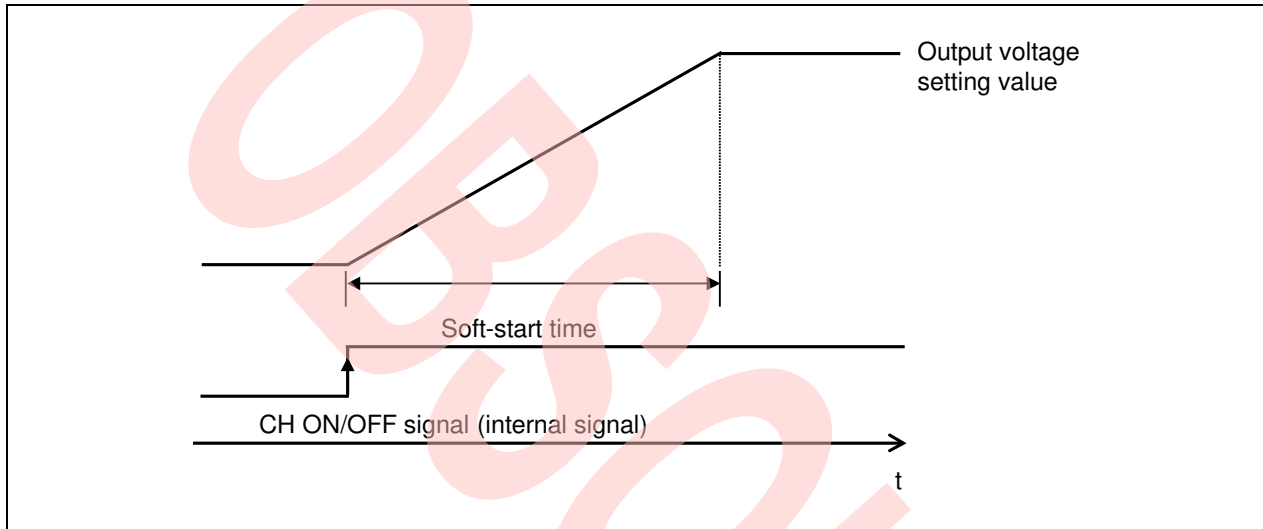 Output voltage
setting value
Soft-start time
CH ON/OFF signal (internal signal)
t
OBSO